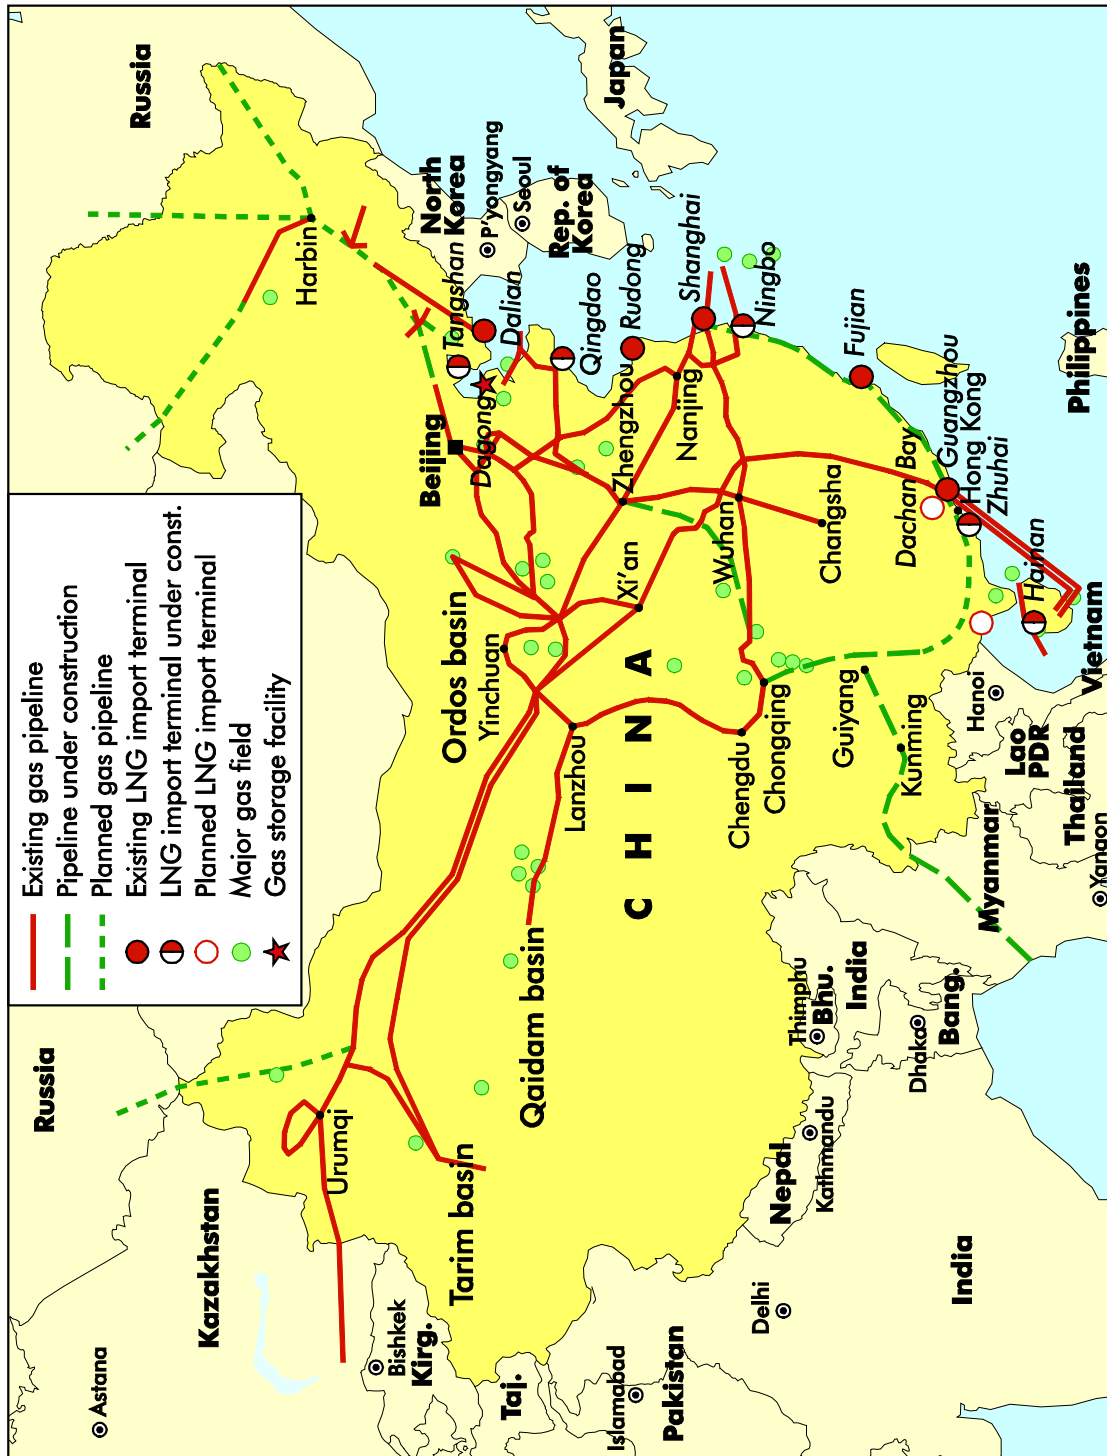 Existing gas pipeline
Pipeline under construction
Planned gas pipeline
Existing LNG import terminal
LNG import terminal under const.
Planned LNG import terminal
Major gas field
Gas storage facility
Russia
Russia
Kazakhstan
Astana
Bishkek
Kirg.
Taj.
Islamabad
Pakistan
Delhi
India
Nepal
Kathmandu
Thimphu
Bhu.
India
Dhaka
Bang.
Myanmar
Yangon
Thailand
Lao
PDR
Hanoi
Vietnam
Philippines
Japan
North
Korea
P'yongyang
Seoul
Rep. of
Korea
CHINA
Urumqi
Tarim basin
Qaidam basin
Lanzhou
Yinchuan
Ordos basin
Xi'an
Beijing
Harbin
Tangshan
Dalian
Dagong
Qingdao
Rudong
Zhengzhou
Nanjing
Shanghai
Ningbo
Wuhan
Changsha
Chengdu
Chongqing
Guiyang
Kunming
Fujian
Dachan Bay
Guangzhou
Hong Kong
Zhuhai
Hainan